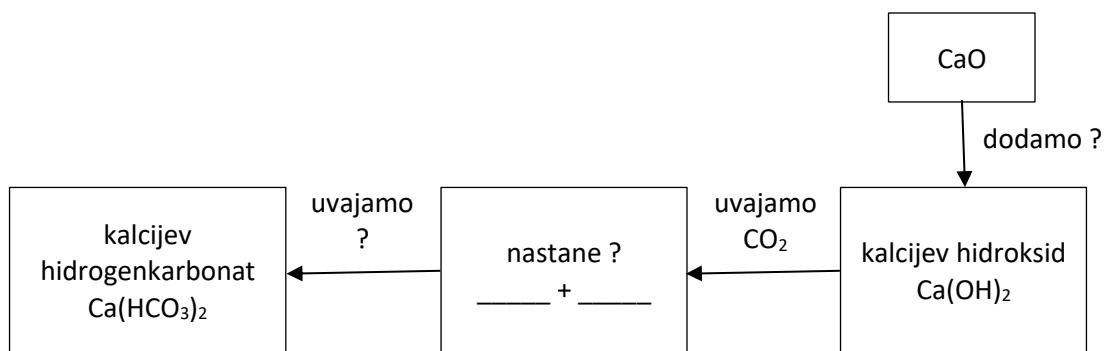 CaO
dodamo ?
kalcijev
hidrogenkarbonat
Ca(HCO₃)₂
uvajamo
?
nastane ?
_____ + _____
uvajamo
CO₂
kalcijev hidroksid
Ca(OH)₂